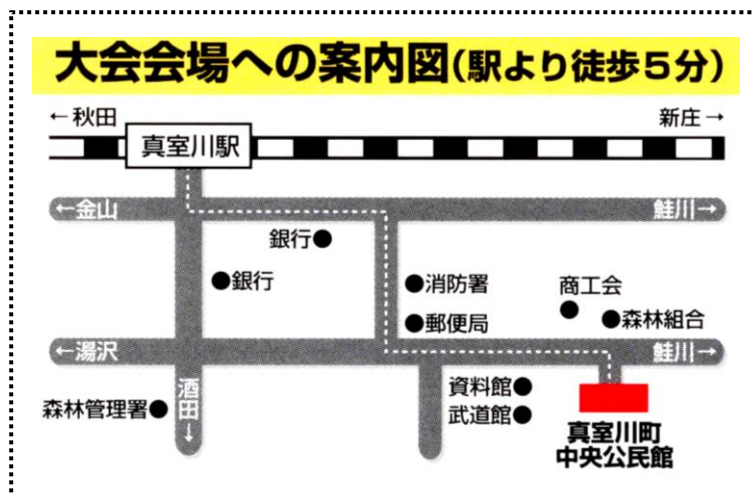 大会会場への案内図(駅より徒歩5分)
←秋田
新庄→
真室川駅
←金山
鮭川→
銀行●
●銀行
●消防署
商工会
●郵便局
●森林組合
←湯沢
鮭川→
酒田→
資料館●
森林管理署●
武道館●
真室川町
中央公民館